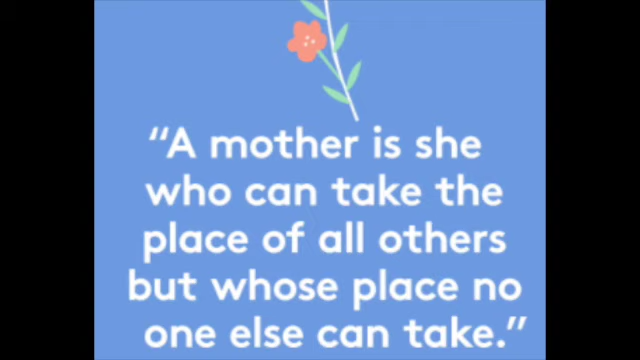 “A mother is she
who can take the
place of all others
but whose place no
one else can take.”